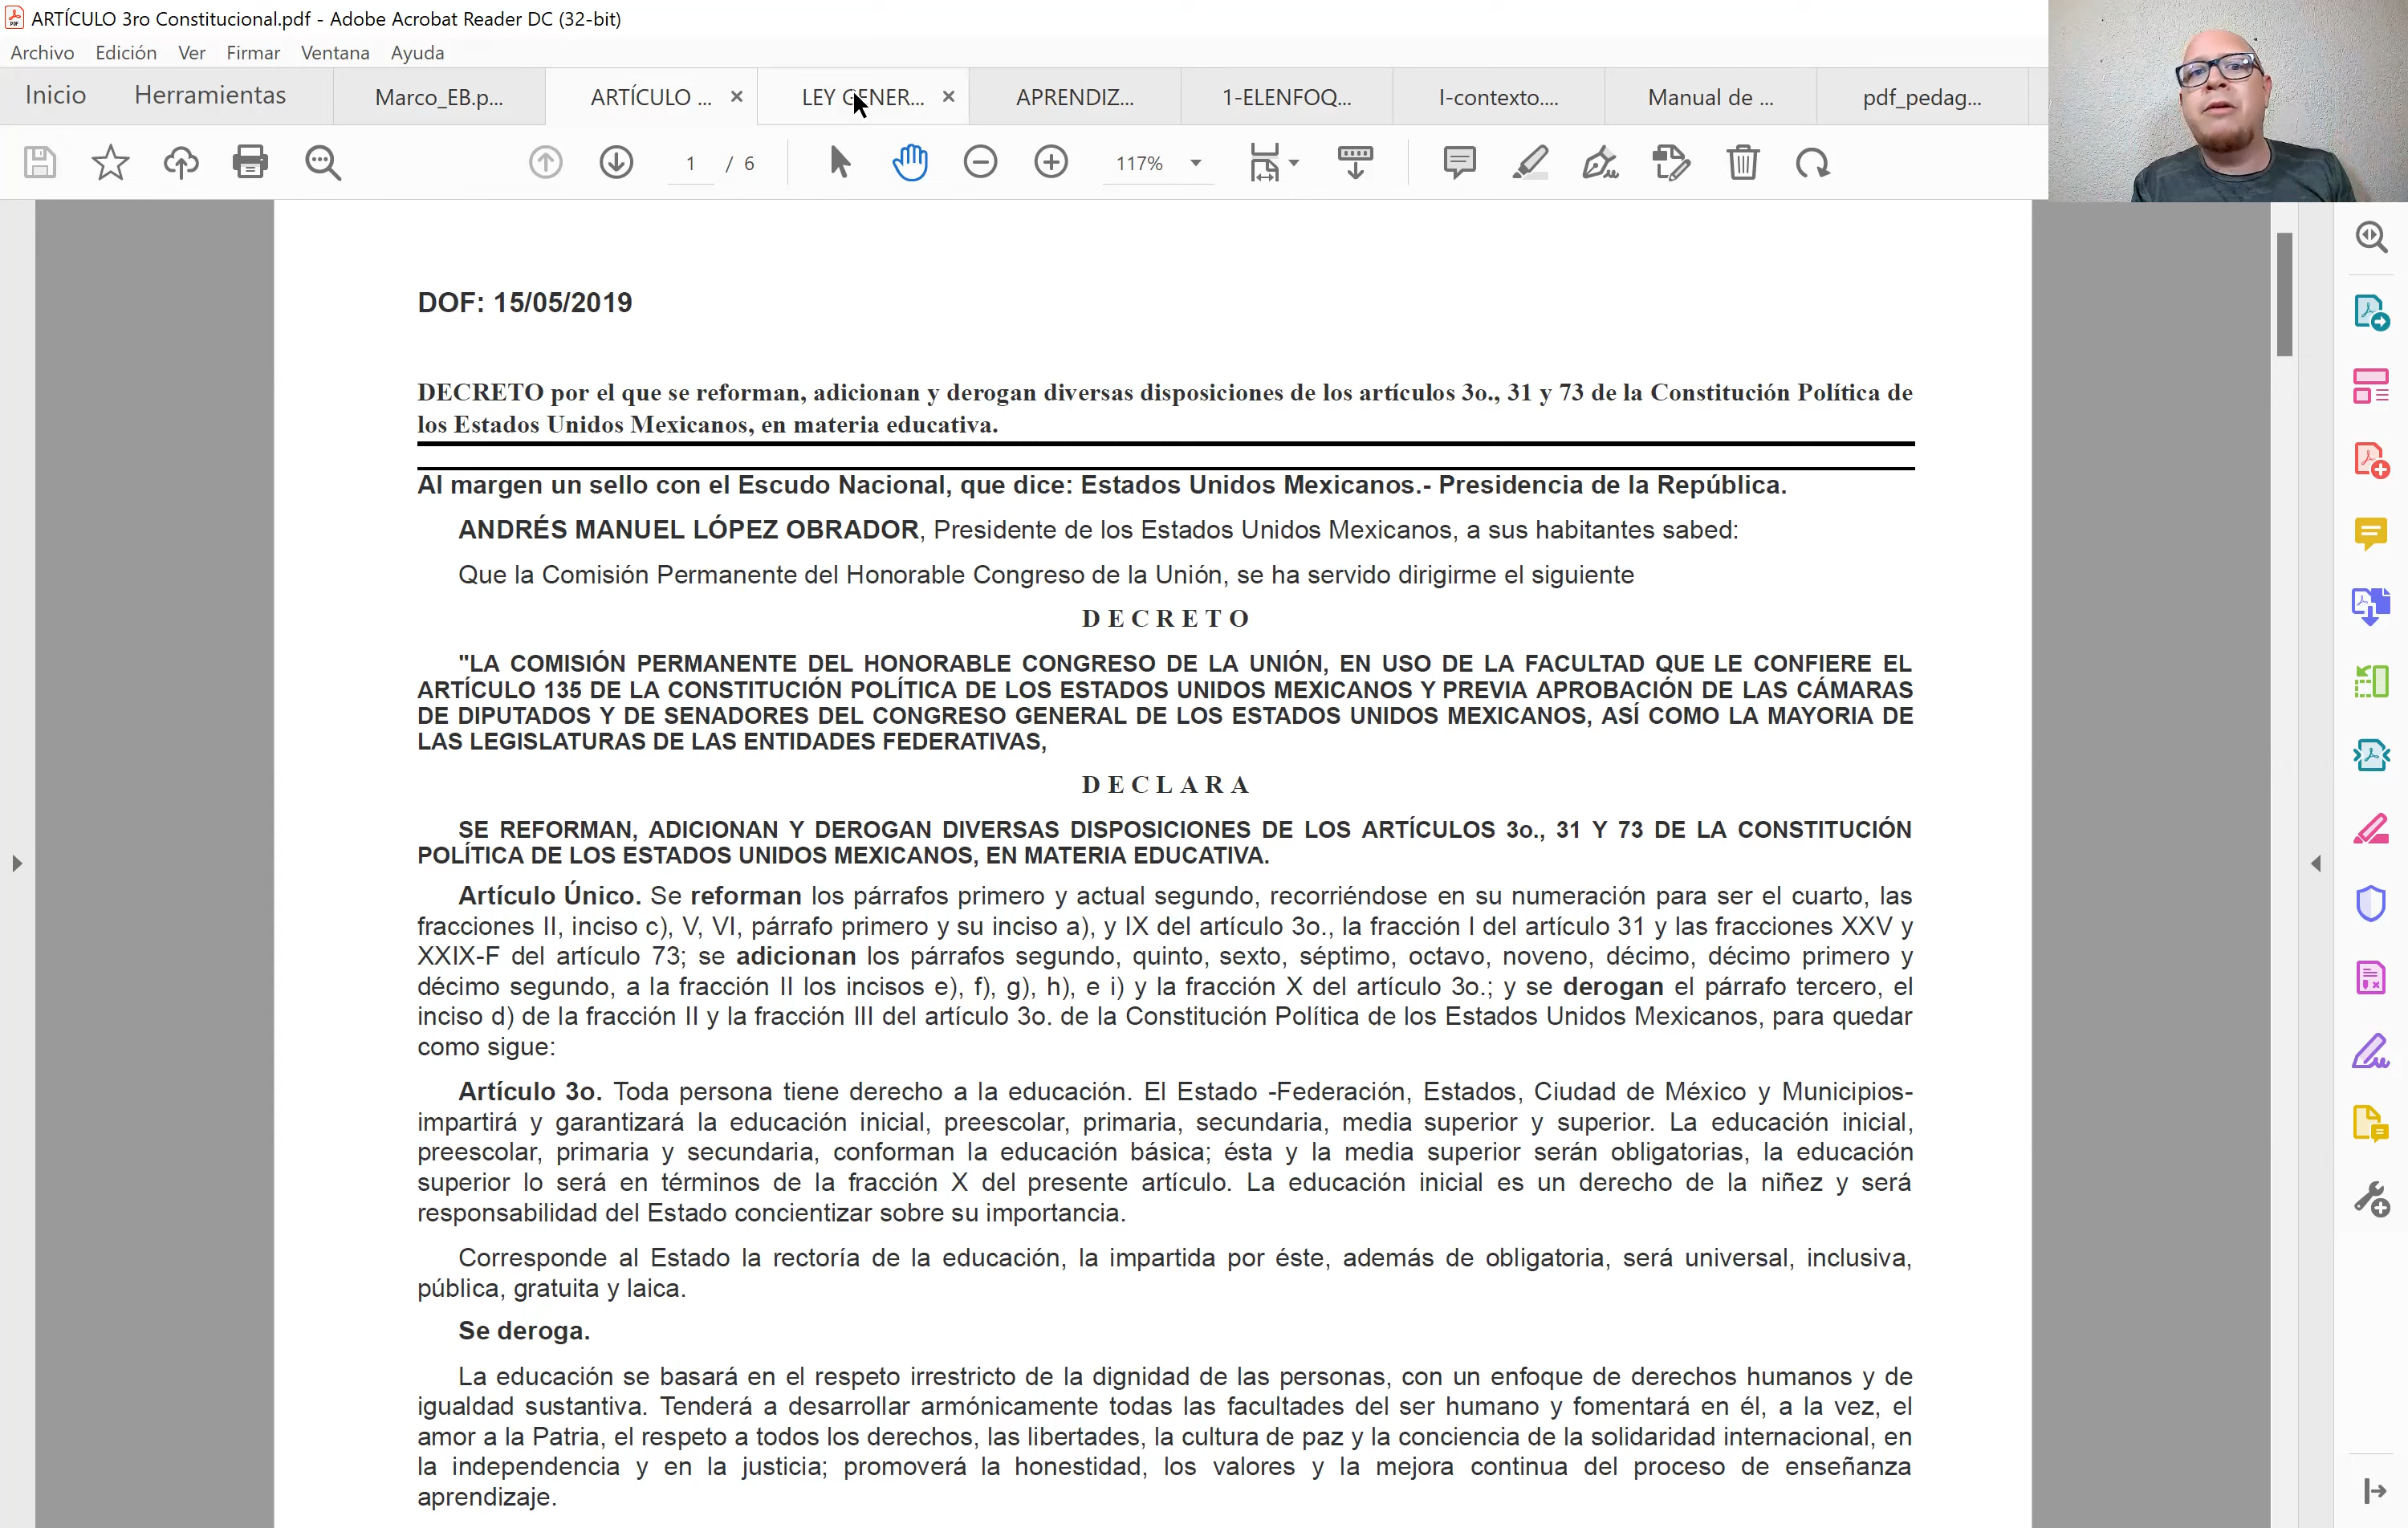 ARTÍCULO 3ro Constitucional.pdf - Adobe Acrobat Reader DC (32-bit)
Archivo Edición Ver Firmar Ventana Ayuda
Inicio Herramientas Marco_EB.p... ARTÍCULO ... LEY GENER... APRENDIZ... 1-ELENFOQ... I-contexto.... Manual de ... pdf_pedag...
1 / 6 117%
DOF: 15/05/2019
DECRETO por el que se reforman, adicionan y derogan diversas disposiciones de los artículos 3o., 31 y 73 de la Constitución Política de
los Estados Unidos Mexicanos, en materia educativa.
Al margen un sello con el Escudo Nacional, que dice: Estados Unidos Mexicanos.- Presidencia de la República.
ANDRÉS MANUEL LÓPEZ OBRADOR, Presidente de los Estados Unidos Mexicanos, a sus habitantes sabed:
Que la Comisión Permanente del Honorable Congreso de la Unión, se ha servido dirigirme el siguiente
D E C R E T O
"LA COMISIÓN PERMANENTE DEL HONORABLE CONGRESO DE LA UNIÓN, EN USO DE LA FACULTAD QUE LE CONFIERE EL
ARTÍCULO 135 DE LA CONSTITUCIÓN POLÍTICA DE LOS ESTADOS UNIDOS MEXICANOS Y PREVIA APROBACIÓN DE LAS CÁMARAS
DE DIPUTADOS Y DE SENADORES DEL CONGRESO GENERAL DE LOS ESTADOS UNIDOS MEXICANOS, ASÍ COMO LA MAYORIA DE
LAS LEGISLATURAS DE LAS ENTIDADES FEDERATIVAS,
D E C L A R A
SE REFORMAN, ADICIONAN Y DEROGAN DIVERSAS DISPOSICIONES DE LOS ARTÍCULOS 3o., 31 Y 73 DE LA CONSTITUCIÓN
POLÍTICA DE LOS ESTADOS UNIDOS MEXICANOS, EN MATERIA EDUCATIVA.
Artículo Único. Se reforman los párrafos primero y actual segundo, recorriéndose en su numeración para ser el cuarto, las
fracciones II, inciso c), V, VI, párrafo primero y su inciso a), y IX del artículo 3o., la fracción I del artículo 31 y las fracciones XXV y
XXIX-F del artículo 73; se adicionan los párrafos segundo, quinto, sexto, séptimo, octavo, noveno, décimo, décimo primero y
décimo segundo, a la fracción II los incisos e), f), g), h), e i) y la fracción X del artículo 3o.; y se derogan el párrafo tercero, el
inciso d) de la fracción II y la fracción III del artículo 3o. de la Constitución Política de los Estados Unidos Mexicanos, para quedar
como sigue:
Artículo 3o. Toda persona tiene derecho a la educación. El Estado -Federación, Estados, Ciudad de México y Municipios-
impartirá y garantizará la educación inicial, preescolar, primaria, secundaria, media superior y superior. La educación inicial,
preescolar, primaria y secundaria, conforman la educación básica; ésta y la media superior serán obligatorias, la educación
superior lo será en términos de la fracción X del presente artículo. La educación inicial es un derecho de la niñez y será
responsabilidad del Estado concientizar sobre su importancia.
Corresponde al Estado la rectoría de la educación, la impartida por éste, además de obligatoria, será universal, inclusiva,
pública, gratuita y laica.
Se deroga.
La educación se basará en el respeto irrestricto de la dignidad de las personas, con un enfoque de derechos humanos y de
igualdad sustantiva. Tenderá a desarrollar armónicamente todas las facultades del ser humano y fomentará en él, a la vez, el
amor a la Patria, el respeto a todos los derechos, las libertades, la cultura de paz y la conciencia de la solidaridad internacional, en
la independencia y en la justicia; promoverá la honestidad, los valores y la mejora continua del proceso de enseñanza
aprendizaje.